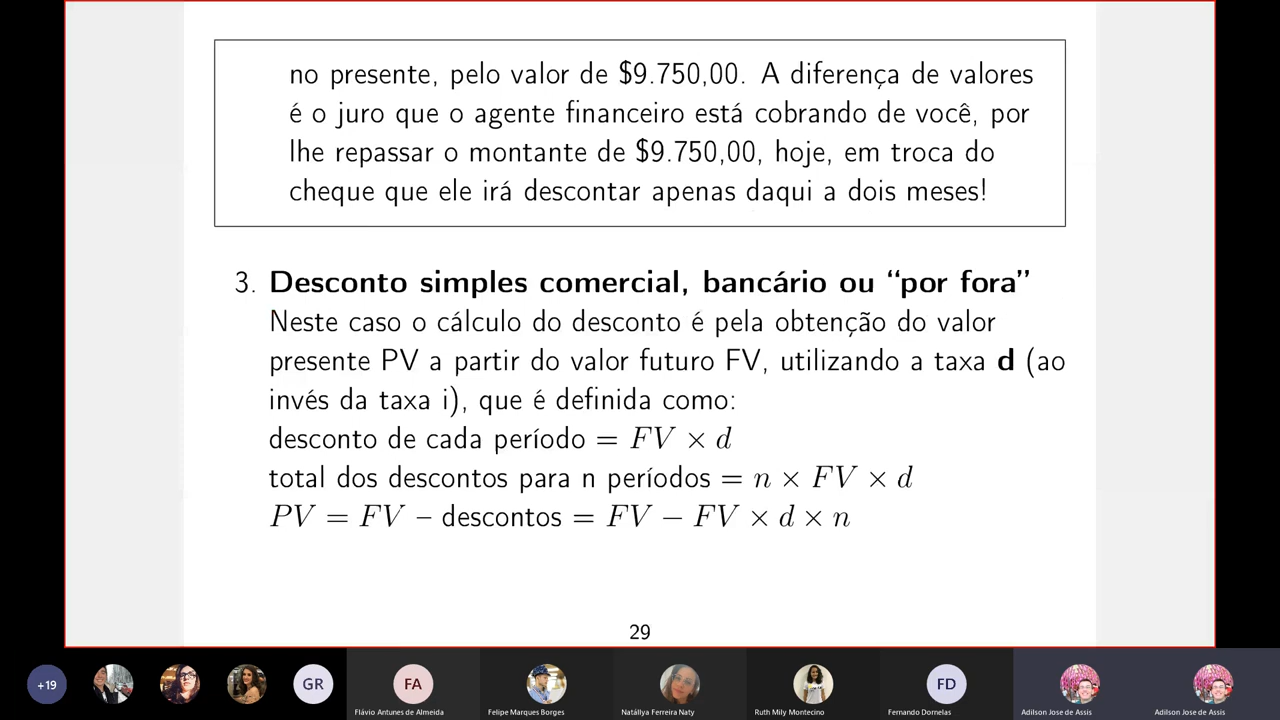 no presente, pelo valor de $9.750,00. A diferença de valores
é o juro que o agente financeiro está cobrando de você, por
lhe repassar o montante de $9.750,00, hoje, em troca do
cheque que ele irá descontar apenas daqui a dois meses!
3. Desconto simples comercial, bancário ou “por fora”
Neste caso o cálculo do desconto é pela obtenção do valor
presente PV a partir do valor futuro FV, utilizando a taxa d (ao
invés da taxa i), que é definida como:
desconto de cada período = FV × d
total dos descontos para n períodos = n × FV × d
PV = FV – descontos = FV − FV × d × n
29
+19
GR
FA
FD
Flávio Antunes de Almeida
Felipe Marques Borges
Natállya Ferreira Naty
Ruth Mily Montecino
Fernando Dornelas
Adilson Jose de Assis
Adilson Jose de Assis